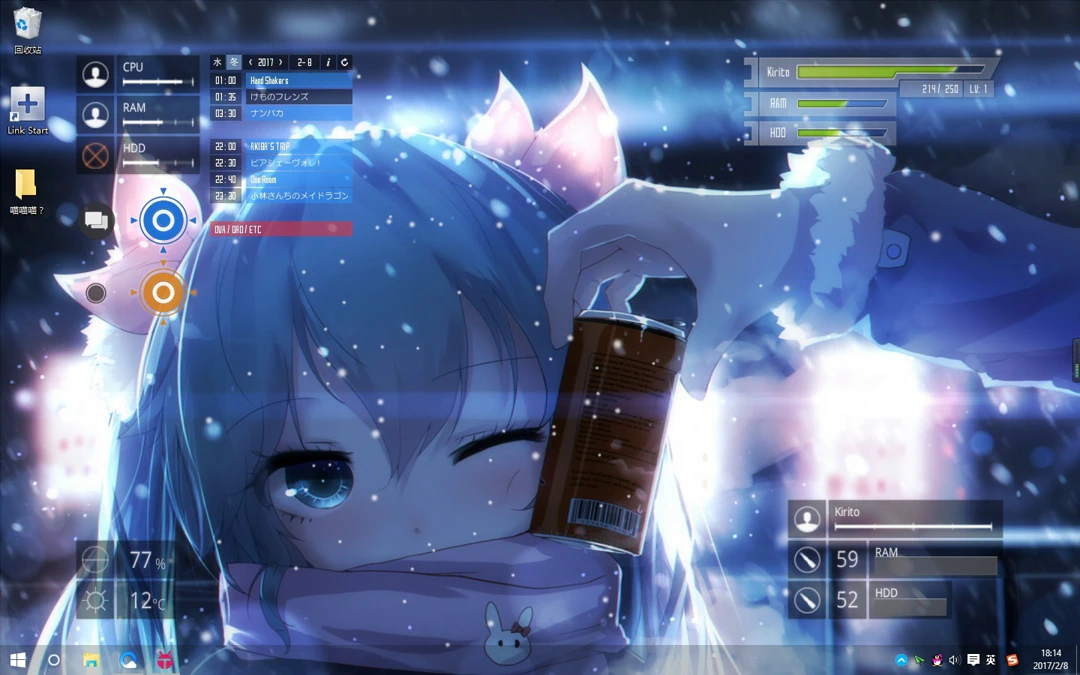 回收站
Link Start
喵喵喵？
CPU
RAM
HDD
水 冬 < 2017 > 2-8 i
01:00 Hand Shakers
01:35 けものフレンズ
03:30 ナンバカ
22:00 AKIBA'S TRIP
22:30 ピアシェーヴォレ!
22:40 One Room
23:30 小林さんちのメイドラゴン
OVA / OAD / ETC
Kirito
214/ 250 LV: 1
RAM
HDD
77 %
12°C
Kirito
59 RAM
52 HDD
英
18:14
2017/2/8